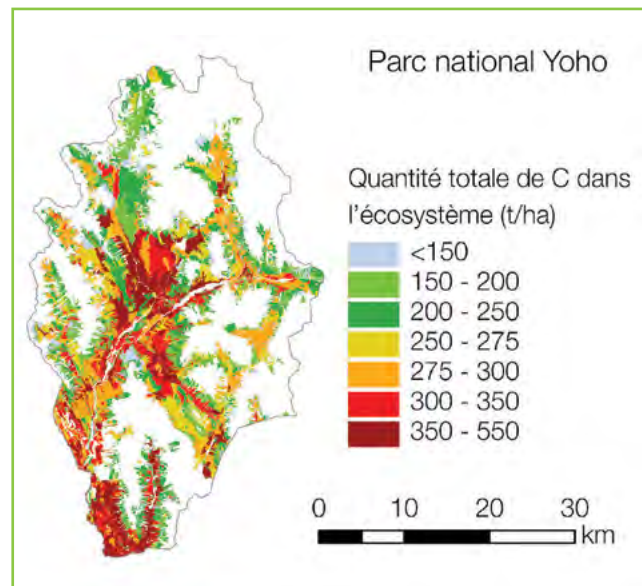 Parc national Yoho
Quantité totale de C dans
l'écosystème (t/ha)
<150
150 - 200
200 - 250
250 - 275
275 - 300
300 - 350
350 - 550
0 10 20 30
km